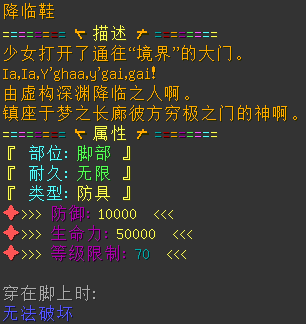 降临鞋
======== ▼ 描述 ▼ ========
少女打开了通往“境界”的大门。
Ia,Ia,Y'ghaa,y'gai,gai!
由虚构深渊降临之人啊。
镇座于梦之长廊彼方穷极之门的神啊。
======== ▼ 属性 ▼ ========
『 部位: 脚部 』
『 耐久: 无限 』
『 类型: 防具 』
>>> 防御: 10000 <<<
>>> 生命力: 50000 <<<
>>> 等级限制: 70 <<<
穿在脚上时:
无法破坏